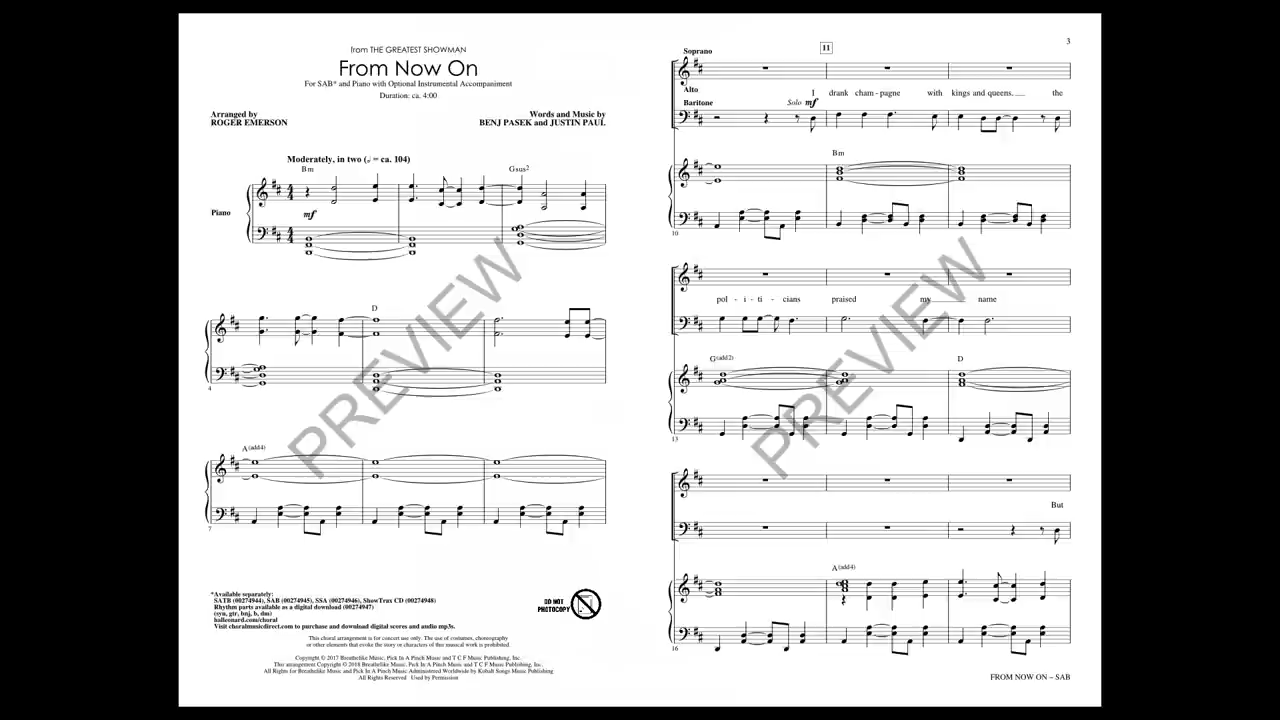 from THE GREATEST SHOWMAN
From Now On
For SAB* and Piano with Optional Instrumental Accompaniment
Duration: ca. 4:00
Arranged by
ROGER EMERSON
Words and Music by
BENJ PASEK and JUSTIN PAUL
Moderately, in two (♩ = ca. 104)
Bm
Gsus2
Piano
mf
D
4
A(add4)
7
PREVIEW
*Available separately:
SATB (00274944), SAB (00274945), SSA (00274946), ShowTrax CD (00274948)
Rhythm parts available as a digital download (00274947)
(syn, gtr, bnj, b, dm)
halleonard.com/choral
Visit choralmusicdirect.com to purchase and download digital scores and audio mp3s.
DO NOT
PHOTOCOPY
This choral arrangement is for concert use only. The use of costumes, choreography
or other elements that evoke the story or characters of this musical work is prohibited.
Copyright © 2017 Breathelike Music, Pick In A Pinch Music and T C F Music Publishing, Inc.
This arrangement Copyright © 2018 Breathelike Music, Pick In A Pinch Music and T C F Music Publishing, Inc.
All Rights for Breathelike Music and Pick In A Pinch Music Administered Worldwide by Kobalt Songs Music Publishing
All Rights Reserved Used by Permission
3
Soprano
11
Alto
I drank cham - pagne with kings and queens, the
Baritone
Solo mf
Bm
10
pol - i - ti - cians praised my name
G(add2)
D
13
But
A(add4)
16
PREVIEW
FROM NOW ON – SAB